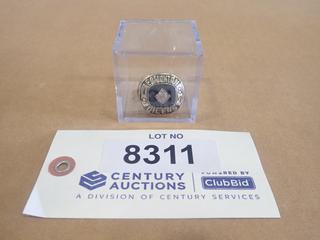 LOT NO
8311
CENTURY
AUCTIONS
POWERED BY
ClubBid
A DIVISION OF CENTURY SERVICES